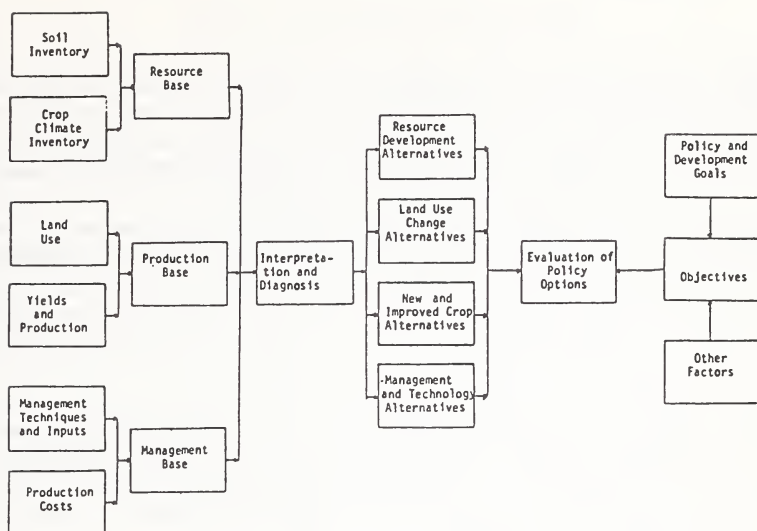 Soil
Inventory
Crop
Climate
Inventory
Resource
Base
Land
Use
Yields
and
Production
Production
Base
Management
Techniques
and Inputs
Production
Costs
Management
Base
Interpreta-
tion and
Diagnosis
Resource
Development
Alternatives
Land Use
Change
Alternatives
New and
Improved Crop
Alternatives
Management
and Technology
Alternatives
Evaluation of
Policy
Options
Policy and
Development
Goals
Objectives
Other
Factors